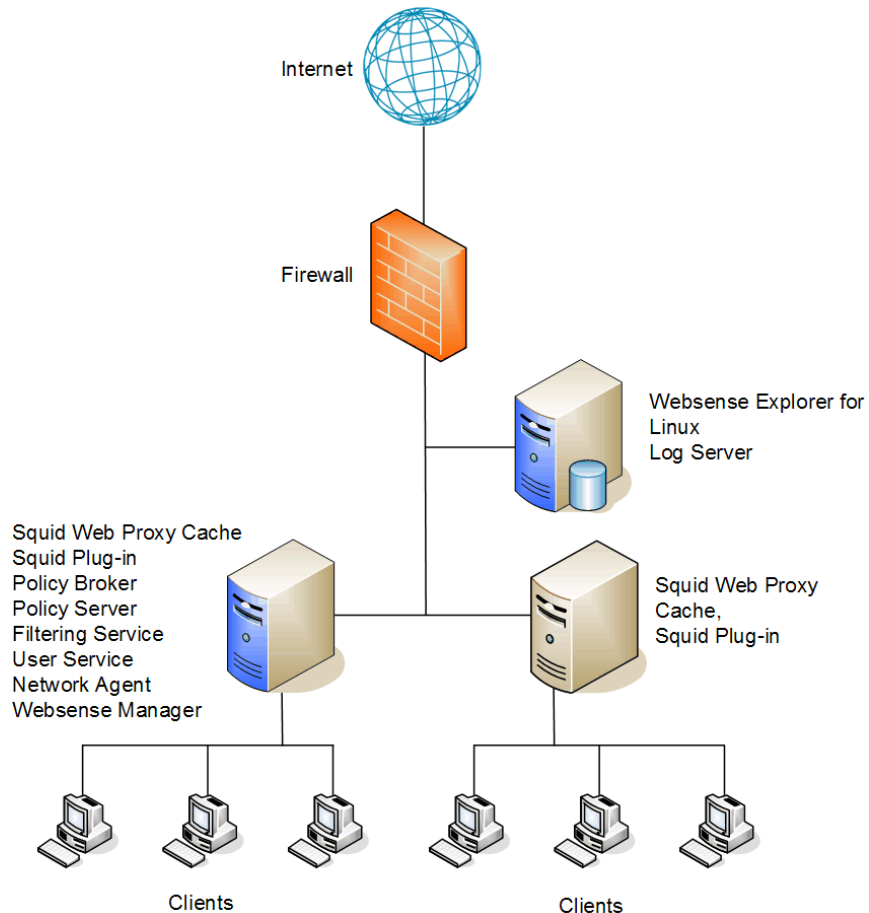 Internet
Firewall
Websense Explorer for
Linux
Log Server
Squid Web Proxy Cache
Squid Plug-in
Policy Broker
Policy Server
Filtering Service
User Service
Network Agent
Websense Manager
Squid Web Proxy
Cache,
Squid Plug-in
Clients
Clients